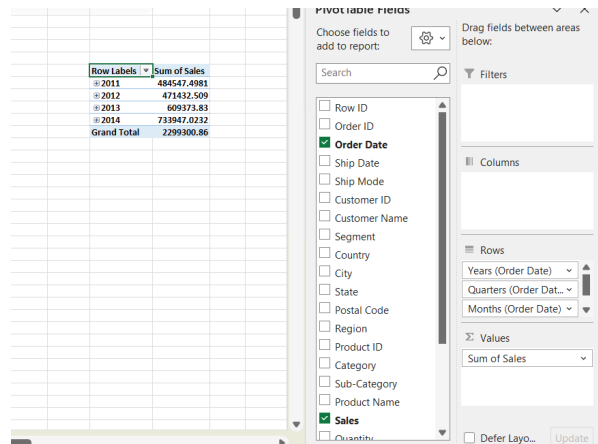 PivotTable Fields
Choose fields to
add to report:
Drag fields between areas
below:
Search
Row ID
Order ID
Order Date
Ship Date
Ship Mode
Customer ID
Customer Name
Segment
Country
City
State
Postal Code
Region
Product ID
Category
Sub-Category
Product Name
Sales
Quantity
Filters
Columns
Rows
Years (Order Date)
Quarters (Order Dat...
Months (Order Date)
Σ Values
Sum of Sales
Defer Layo...
Update
Row Labels Sum of Sales
2011 484547.4981
2012 471432.509
2013 609373.83
2014 733947.0232
Grand Total 2299300.86